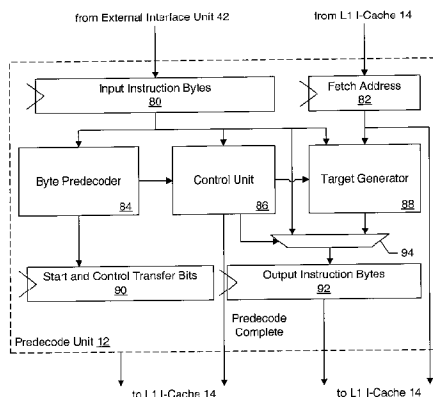 from External Interface Unit 42
from L1 I-Cache 14
Input Instruction Bytes
80
Fetch Address
82
Byte Predecoder
84
Control Unit
86
Target Generator
88
94
Start and Control Transfer Bits
90
Output Instruction Bytes
92
Predecode
Complete
Predecode Unit 12
to L1 I-Cache 14
to L1 I-Cache 14